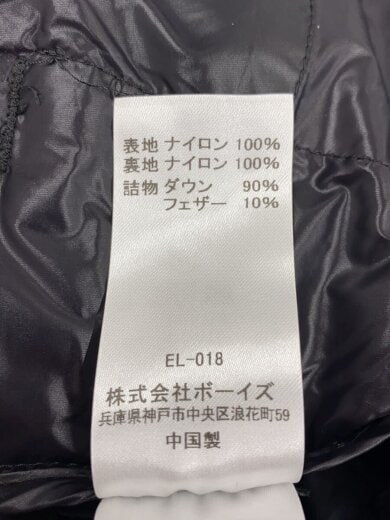 表地 ナイロン 100%
裏地 ナイロン 100%
詰物 ダウン 90%
フェザー 10%
EL-018
株式会社ボーイズ
兵庫県神戸市中央区浪花町59
中国製